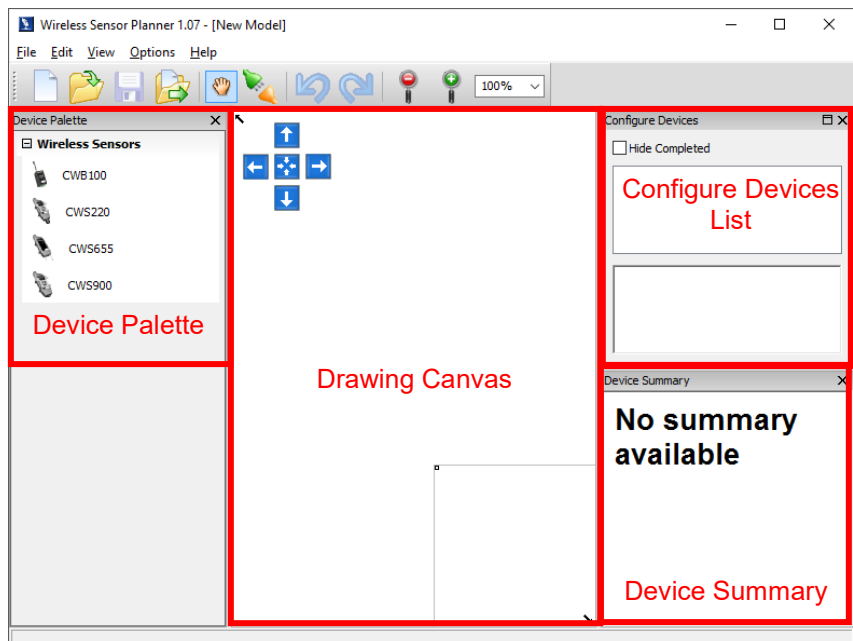 Wireless Sensor Planner 1.07 - [New Model]
File Edit View Options Help
100%
Device Palette
Wireless Sensors
CWB100
CWS220
CWS655
CWS900
Device Palette
Drawing Canvas
Configure Devices
Hide Completed
Configure Devices
List
Device Summary
No summary
available
Device Summary